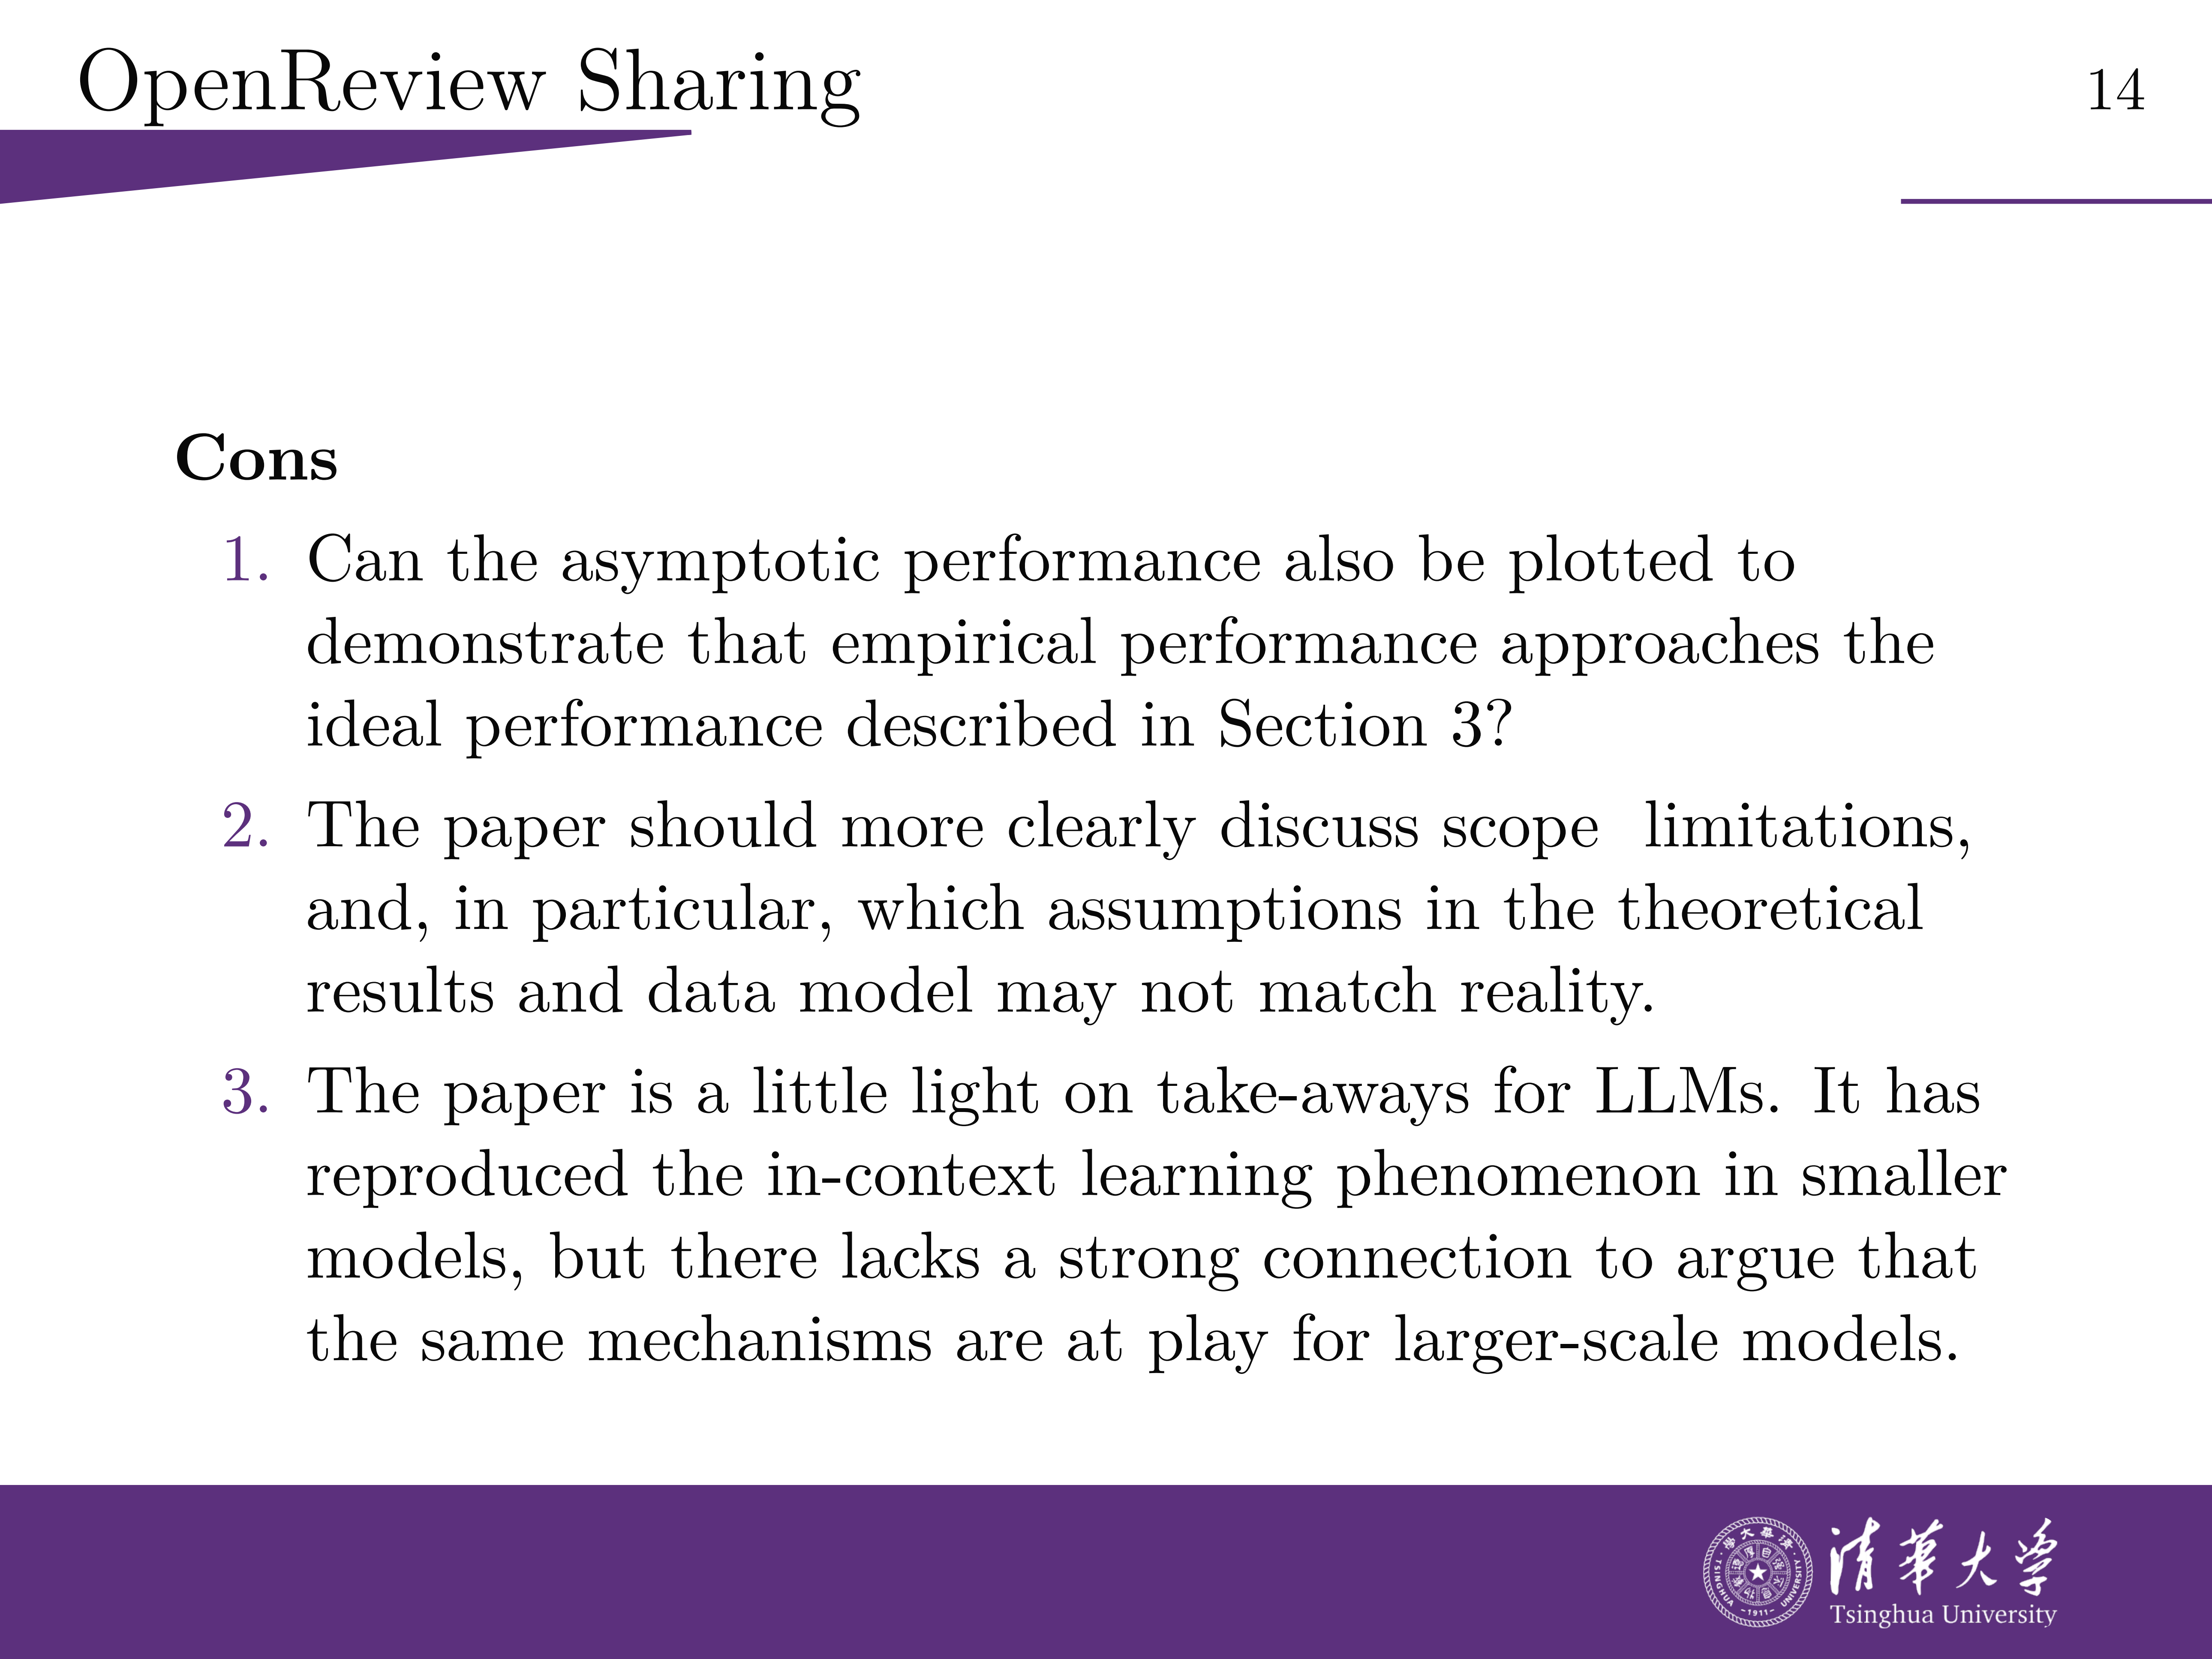 OpenReview Sharing
14
Cons
1. Can the asymptotic performance also be plotted to
demonstrate that empirical performance approaches the
ideal performance described in Section 3?
2. The paper should more clearly discuss scope  limitations,
and, in particular, which assumptions in the theoretical
results and data model may not match reality.
3. The paper is a little light on take-aways for LLMs. It has
reproduced the in-context learning phenomenon in smaller
models, but there lacks a strong connection to argue that
the same mechanisms are at play for larger-scale models.
TSINGHUA UNIVERSITY
-1911-
清華大学
Tsinghua University